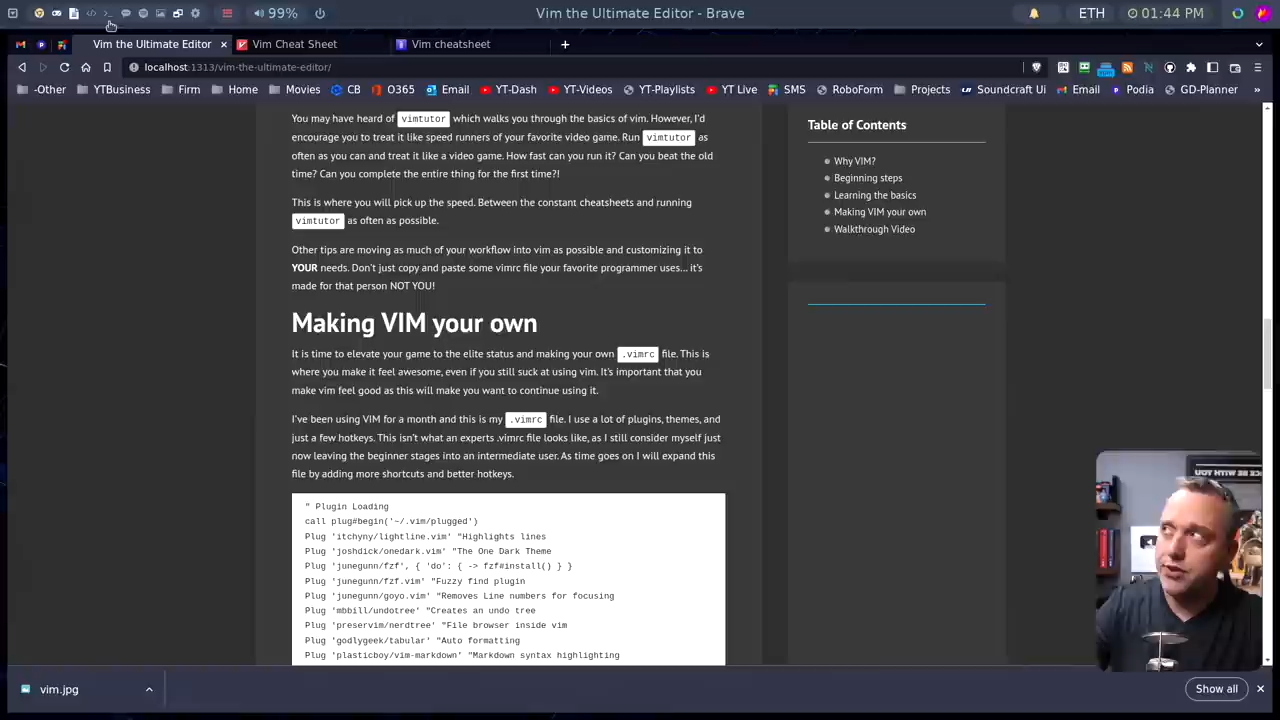 99%
Vim the Ultimate Editor - Brave
ETH
01:44 PM
Vim the Ultimate Editor
Vim Cheat Sheet
Vim cheatsheet
localhost:1313/vim-the-ultimate-editor/
-Other
YTBusiness
Firm
Home
Movies
CB
O365
Email
YT-Dash
YT-Videos
YT-Playlists
YT Live
SMS
RoboForm
Projects
Soundcraft Ui
Email
Podia
GD-Planner
»
You may have heard of vimtutor which walks you through the basics of vim. However, I'd
encourage you to treat it like speed runners of your favorite video game. Run vimtutor as
often as you can and treat it like a video game. How fast can you run it? Can you beat the old
time? Can you complete the entire thing for the first time?!
This is where you will pick up the speed. Between the constant cheatsheets and running
vimtutor as often as possible.
Other tips are moving as much of your workflow into vim as possible and customizing it to
YOUR needs. Don't just copy and paste some vimrc file your favorite programmer uses… it's
made for that person NOT YOU!
Making VIM your own
It is time to elevate your game to the elite status and making your own .vimrc file. This is
where you make it feel awesome, even if you still suck at using vim. It's important that you
make vim feel good as this will make you want to continue using it.
I've been using VIM for a month and this is my .vimrc file. I use a lot of plugins, themes, and
just a few hotkeys. This isn't what an experts .vimrc file looks like, as I still consider myself just
now leaving the beginner stages into an intermediate user. As time goes on I will expand this
file by adding more shortcuts and better hotkeys.
" Plugin Loading
call plug#begin('~/.vim/plugged')
Plug 'itchyny/lightline.vim' "Highlights lines
Plug 'joshdick/onedark.vim' "The One Dark Theme
Plug 'junegunn/fzf', { 'do': { -> fzf#install() } }
Plug 'junegunn/fzf.vim' "Fuzzy find plugin
Plug 'junegunn/goyo.vim' "Removes Line numbers for focusing
Plug 'mbbill/undotree' "Creates an undo tree
Plug 'preservim/nerdtree' "File browser inside vim
Plug 'godlygeek/tabular' "Auto formatting
Plug 'plasticboy/vim-markdown' "Markdown syntax highlighting
Table of Contents
Why VIM?
Beginning steps
Learning the basics
Making VIM your own
Walkthrough Video
vim.jpg
Show all